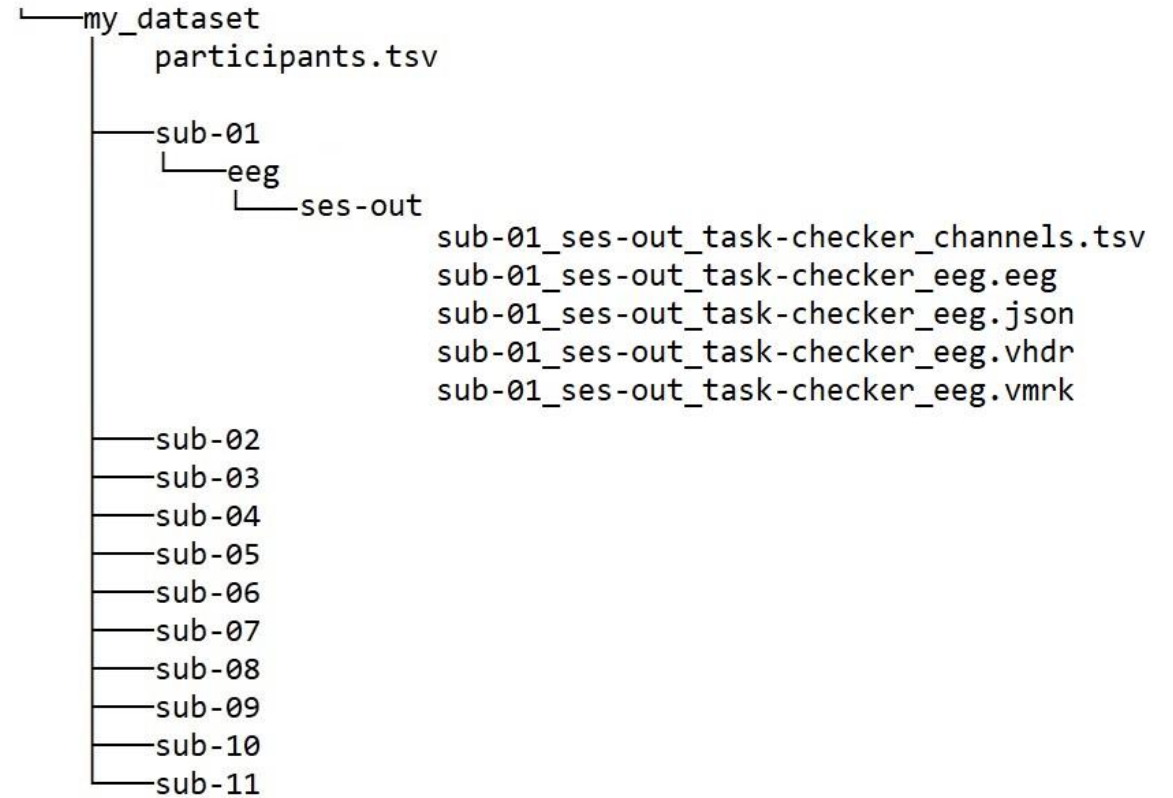 my_dataset
participants.tsv
sub-01
eeg
ses-out
sub-01_ses-out_task-checker_channels.tsv
sub-01_ses-out_task-checker_eeg.eeg
sub-01_ses-out_task-checker_eeg.json
sub-01_ses-out_task-checker_eeg.vhdr
sub-01_ses-out_task-checker_eeg.vmrk
sub-02
sub-03
sub-04
sub-05
sub-06
sub-07
sub-08
sub-09
sub-10
sub-11